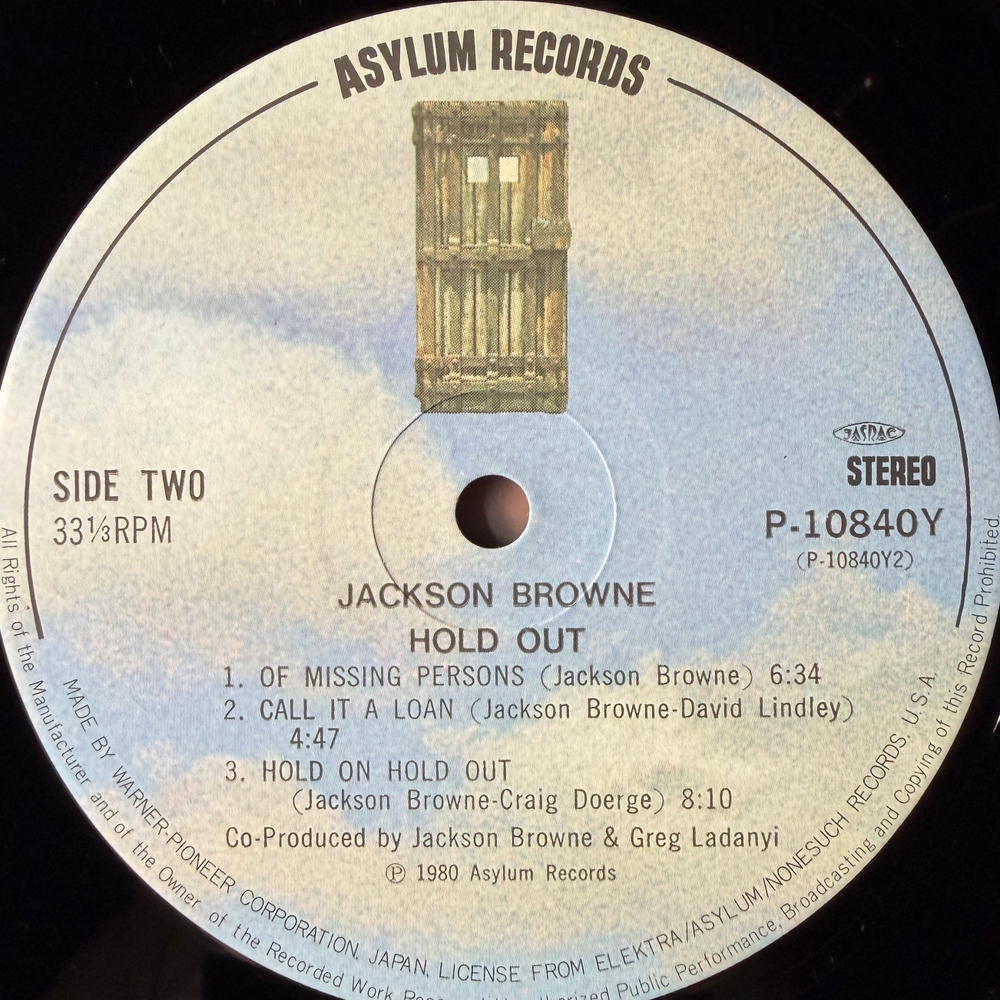 ASYLUM RECORDS
JASRAC
STEREO
SIDE TWO
33⅓RPM
P-10840Y
(P-10840Y2)
JACKSON BROWNE
HOLD OUT
1. OF MISSING PERSONS (Jackson Browne) 6:34
2. CALL IT A LOAN (Jackson Browne-David Lindley)
4:47
3. HOLD ON HOLD OUT
(Jackson Browne-Craig Doerge) 8:10
Co-Produced by Jackson Browne & Greg Ladanyi
℗ 1980 Asylum Records
MADE BY WARNER-PIONEER CORPORATION, JAPAN. LICENSE FROM ELEKTRA/ASYLUM/NONESUCH RECORDS, U.S.A.
All Rights of the Manufacturer and of the Owner of the Recorded Work Public Performance, Broadcasting and Copying of this Record Prohibited.